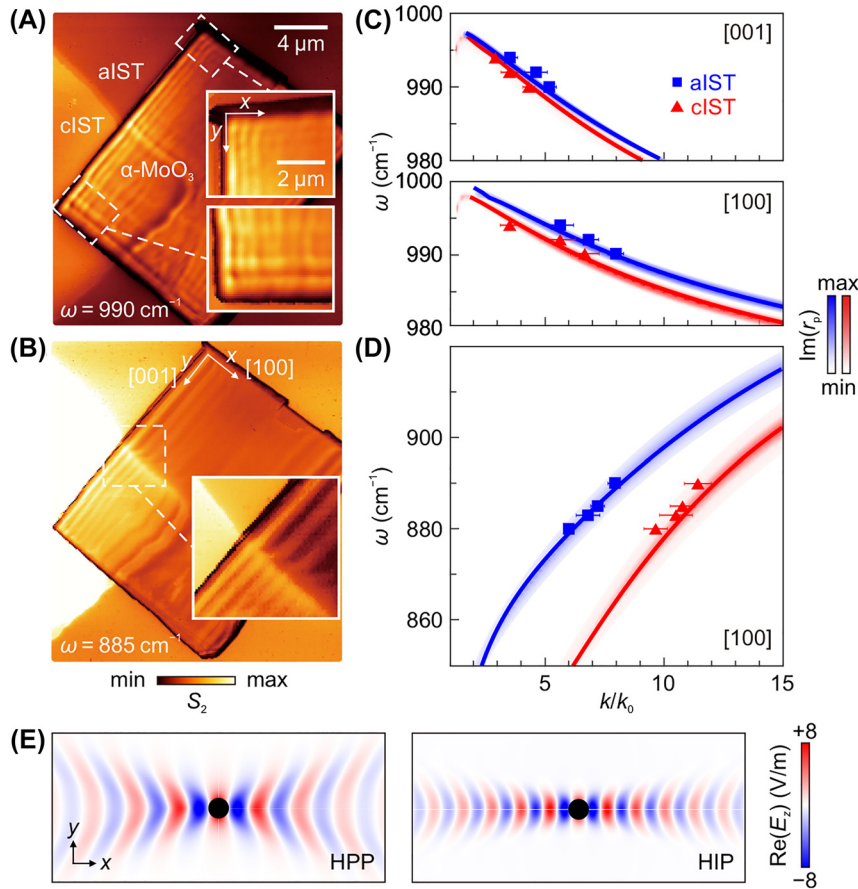 (A)
4 μm
aIST
cIST
α-MoO₃
x
y
2 μm
ω = 990 cm⁻¹
(B)
y
x
[001]
[100]
ω = 885 cm⁻¹
min
max
S₂
(C)
1000
[001]
aIST
cIST
990
980
1000
[100]
990
980
ω (cm⁻¹)
max
min
Im(rₚ)
(D)
900
880
860
ω (cm⁻¹)
[100]
5
10
15
k/k₀
(E)
y
x
HPP
HIP
+8
−8
Re(E_z) (V/m)